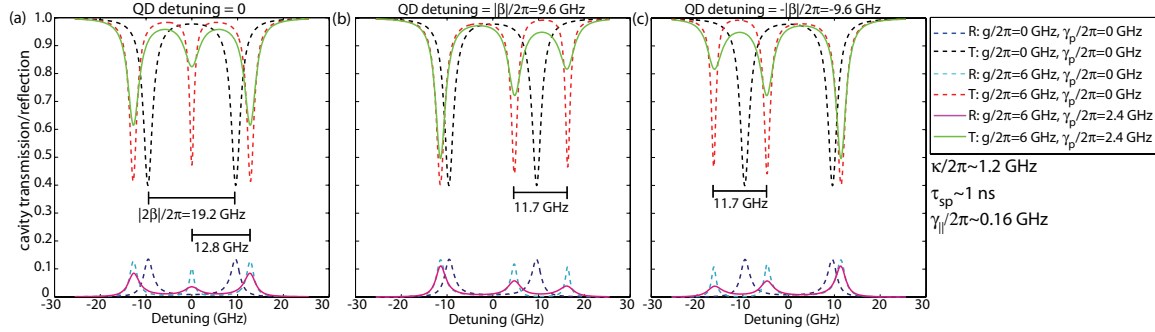 (a) QD detuning = 0
(b) QD detuning = |β|/2π=9.6 GHz
(c) QD detuning = -|β|/2π=-9.6 GHz
cavity transmission/reflection
1.0
0.9
0.8
0.7
0.6
0.5
0.4
0.3
0.2
0.1
0
|2β|/2π=19.2 GHz
12.8 GHz
-30 -20 -10 0 10 20 30
Detuning (GHz)
11.7 GHz
-30 -20 -10 0 10 20 30
Detuning (GHz)
11.7 GHz
-30 -20 -10 0 10 20 30
Detuning (GHz)
R: g/2π=0 GHz, γp/2π=0 GHz
T: g/2π=0 GHz, γp/2π=0 GHz
R: g/2π=6 GHz, γp/2π=0 GHz
T: g/2π=6 GHz, γp/2π=0 GHz
R: g/2π=6 GHz, γp/2π=2.4 GHz
T: g/2π=6 GHz, γp/2π=2.4 GHz
κ/2π~1.2 GHz
τsp~1 ns
γ||/2π~0.16 GHz